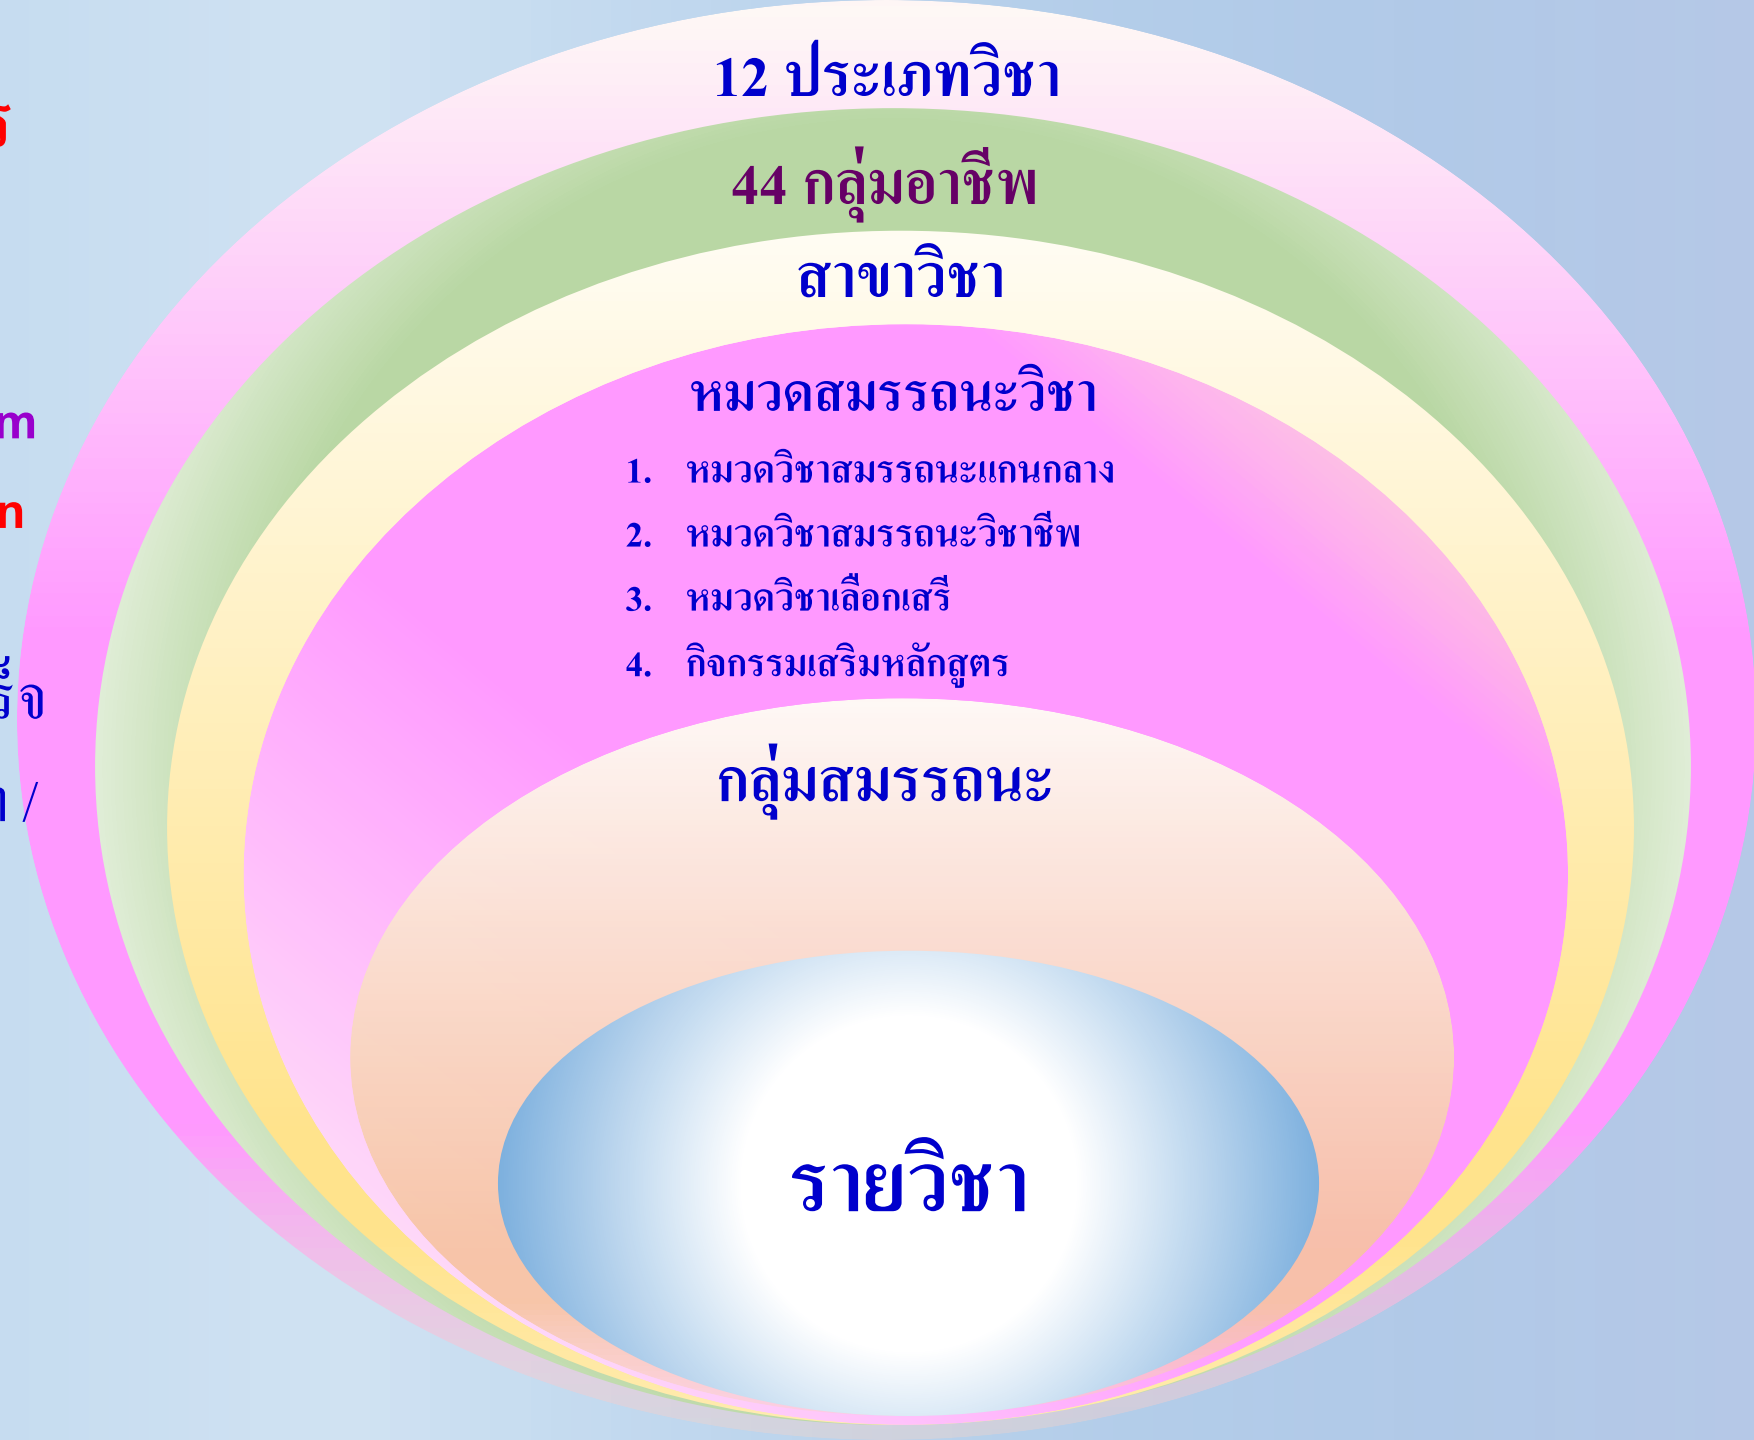 12 ประเภทวิชา
44 กลุ่มอาชีพ
สาขาวิชา
หมวดสมรรถนะวิชา
1. หมวดวิชาสมรรถนะแกนกลาง
2. หมวดวิชาสมรรถนะวิชาชีพ
3. หมวดวิชาเลือกเสรี
4. กิจกรรมเสริมหลักสูตร
กลุ่มสมรรถนะ
รายวิชา